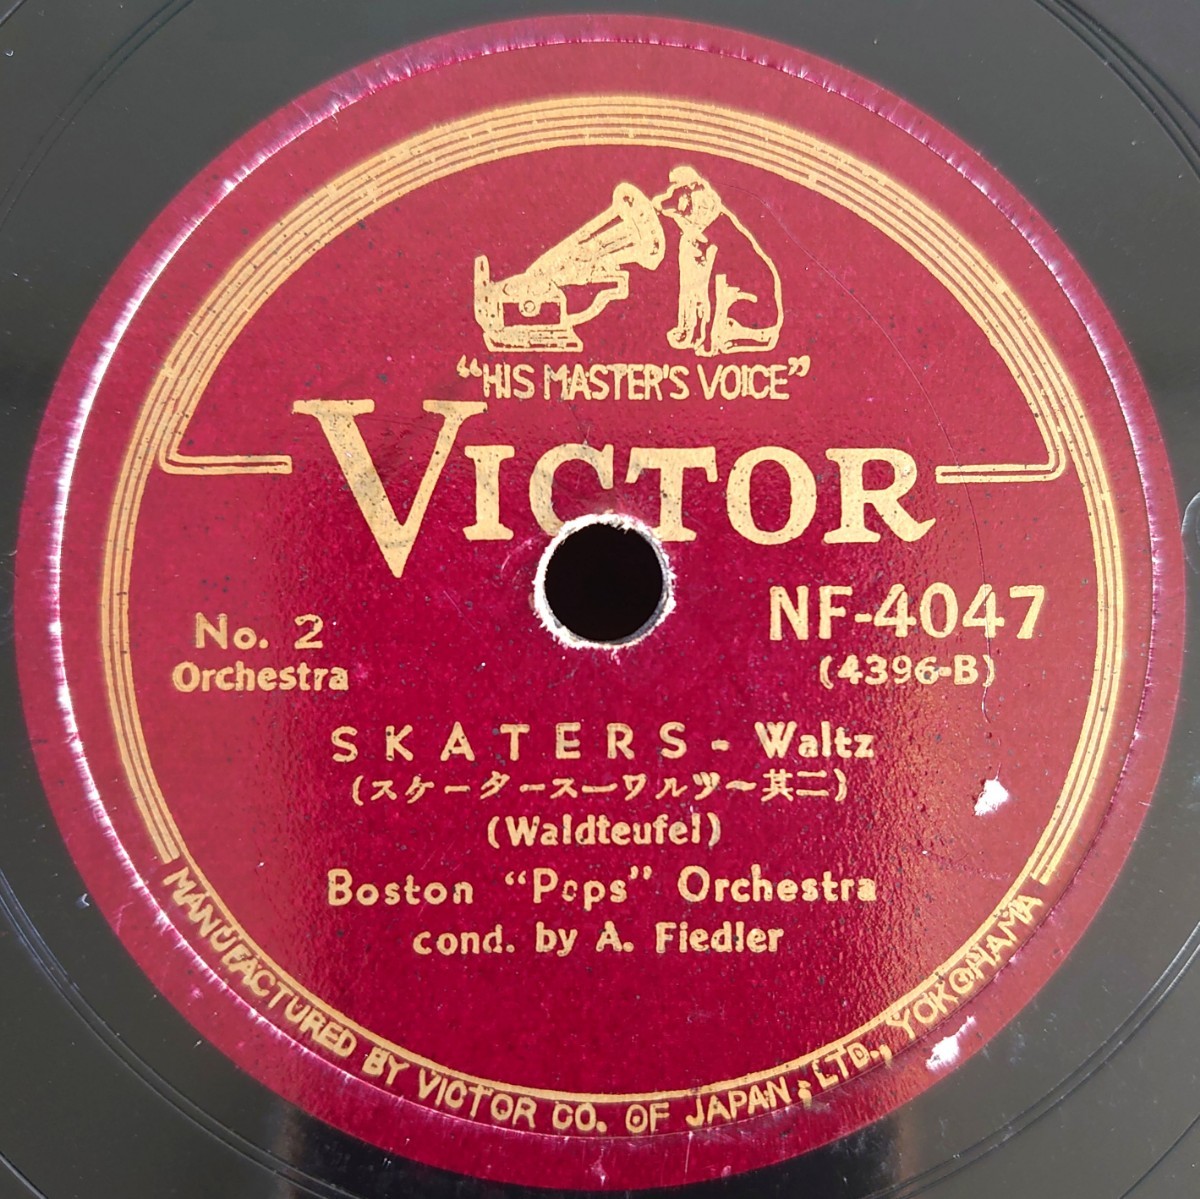 “HIS MASTER'S VOICE”
VICTOR
No. 2
Orchestra
NF-4047
(4396-B)
SKATERS - Waltz
(スケーターズーワルツ～其二)
(Waldteufel)
Boston “Pops” Orchestra
cond. by A. Fiedler
MANUFACTURED BY VICTOR CO. OF JAPAN, LTD., YOKOHAMA